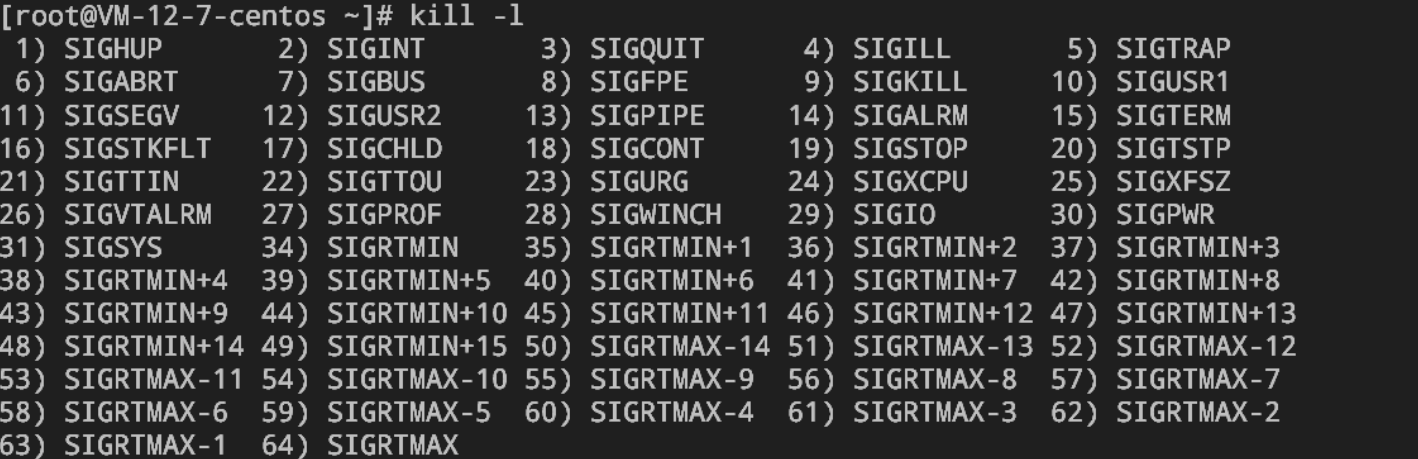 [root@VM-12-7-centos ~]# kill -l
 1) SIGHUP       2) SIGINT       3) SIGQUIT      4) SIGILL       5) SIGTRAP
 6) SIGABRT      7) SIGBUS       8) SIGFPE       9) SIGKILL     10) SIGUSR1
11) SIGSEGV     12) SIGUSR2     13) SIGPIPE     14) SIGALRM     15) SIGTERM
16) SIGSTKFLT   17) SIGCHLD     18) SIGCONT     19) SIGSTOP     20) SIGTSTP
21) SIGTTIN     22) SIGTTOU     23) SIGURG      24) SIGXCPU     25) SIGXFSZ
26) SIGVTALRM   27) SIGPROF     28) SIGWINCH    29) SIGIO       30) SIGPWR
31) SIGSYS      34) SIGRTMIN    35) SIGRTMIN+1  36) SIGRTMIN+2  37) SIGRTMIN+3
38) SIGRTMIN+4  39) SIGRTMIN+5  40) SIGRTMIN+6  41) SIGRTMIN+7  42) SIGRTMIN+8
43) SIGRTMIN+9  44) SIGRTMIN+10 45) SIGRTMIN+11 46) SIGRTMIN+12 47) SIGRTMIN+13
48) SIGRTMIN+14 49) SIGRTMIN+15 50) SIGRTMAX-14 51) SIGRTMAX-13 52) SIGRTMAX-12
53) SIGRTMAX-11 54) SIGRTMAX-10 55) SIGRTMAX-9  56) SIGRTMAX-8  57) SIGRTMAX-7
58) SIGRTMAX-6  59) SIGRTMAX-5  60) SIGRTMAX-4  61) SIGRTMAX-3  62) SIGRTMAX-2
63) SIGRTMAX-1  64) SIGRTMAX